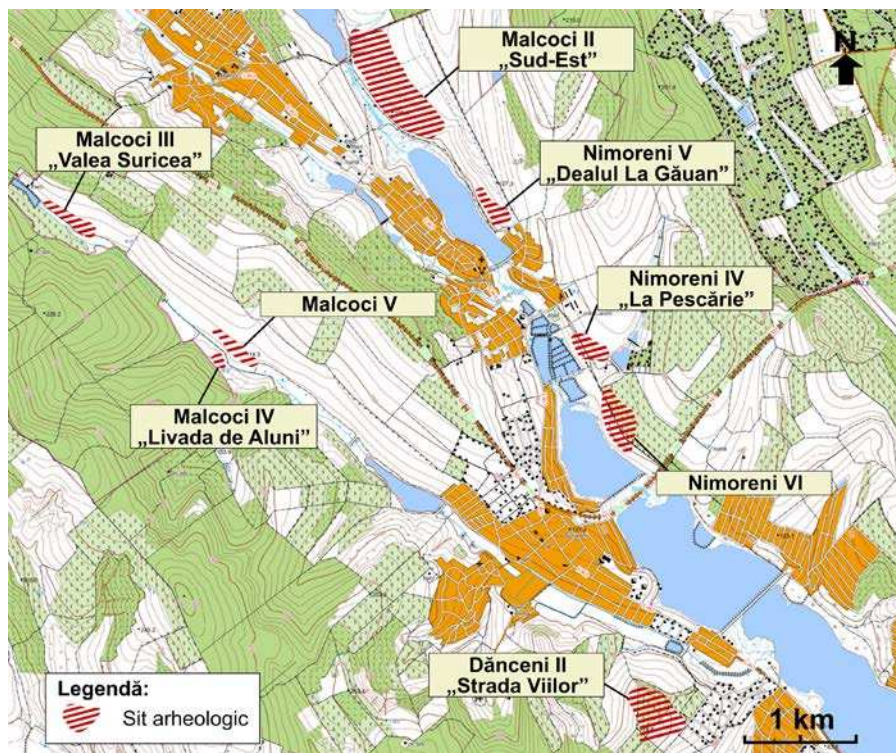 Malcoci II
„Sud-Est”
N
Malcoci III
„Valea Suricea”
Nimoreni V
„Dealul La Găuan”
Nimoreni IV
„La Pescărie”
Malcoci V
Malcoci IV
„Livada de Aluni”
Nimoreni VI
Dănceni II
„Strada Viilor”
Legendă:
Sit arheologic
1 km